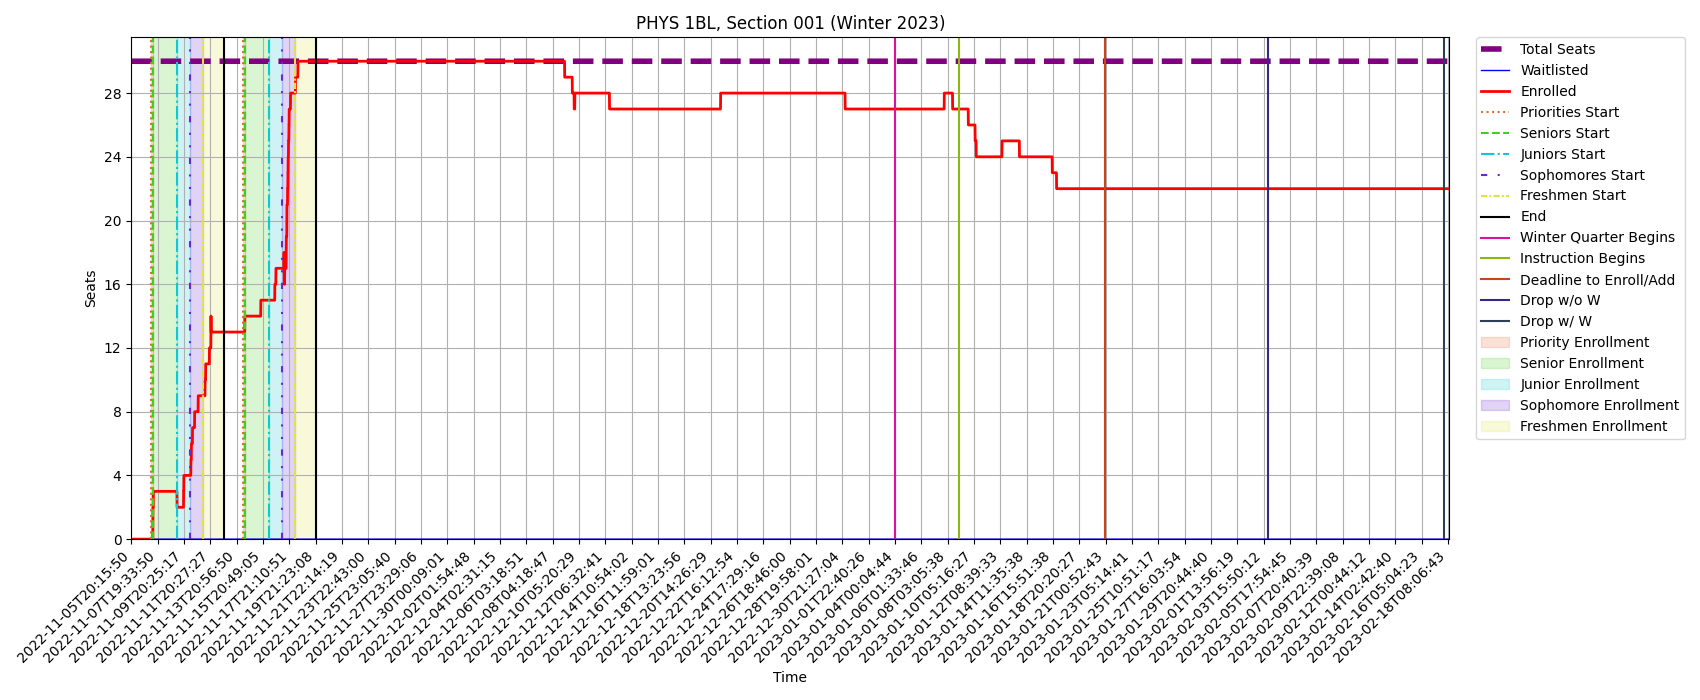 PHYS 1BL, Section 001 (Winter 2023)
Total Seats
Waitlisted
Enrolled
Priorities Start
Seniors Start
Juniors Start
Sophomores Start
Freshmen Start
End
Winter Quarter Begins
Instruction Begins
Deadline to Enroll/Add
Drop w/o W
Drop w/ W
Priority Enrollment
Senior Enrollment
Junior Enrollment
Sophomore Enrollment
Freshmen Enrollment
Seats
28
24
20
16
12
8
4
0
2022-11-05T20:15:50
2022-11-07T19:33:50
2022-11-09T20:25:17
2022-11-11T20:27:27
2022-11-13T20:56:50
2022-11-15T20:49:05
2022-11-17T21:10:51
2022-11-19T21:23:08
2022-11-21T22:14:19
2022-11-23T22:43:00
2022-11-25T23:05:40
2022-11-27T23:29:06
2022-11-30T00:09:01
2022-12-02T01:54:48
2022-12-04T02:31:15
2022-12-06T03:18:51
2022-12-08T04:18:47
2022-12-10T05:20:29
2022-12-12T06:32:41
2022-12-14T10:54:02
2022-12-16T11:59:01
2022-12-18T13:23:56
2022-12-20T14:26:29
2022-12-22T16:12:54
2022-12-24T17:29:16
2022-12-26T18:46:00
2022-12-28T19:58:01
2022-12-30T21:27:04
2023-01-01T22:40:26
2023-01-04T00:04:44
2023-01-06T01:33:46
2023-01-08T03:05:38
2023-01-10T05:16:27
2023-01-12T08:39:33
2023-01-14T11:35:38
2023-01-16T15:51:38
2023-01-18T20:20:27
2023-01-21T00:52:43
2023-01-23T05:14:41
2023-01-25T10:51:17
2023-01-27T16:03:54
2023-01-29T20:44:40
2023-02-01T13:56:19
2023-02-03T15:50:12
2023-02-05T17:54:45
2023-02-07T20:40:39
2023-02-09T22:39:08
2023-02-12T00:44:12
2023-02-14T02:42:40
2023-02-16T05:04:23
2023-02-18T08:06:43
Time